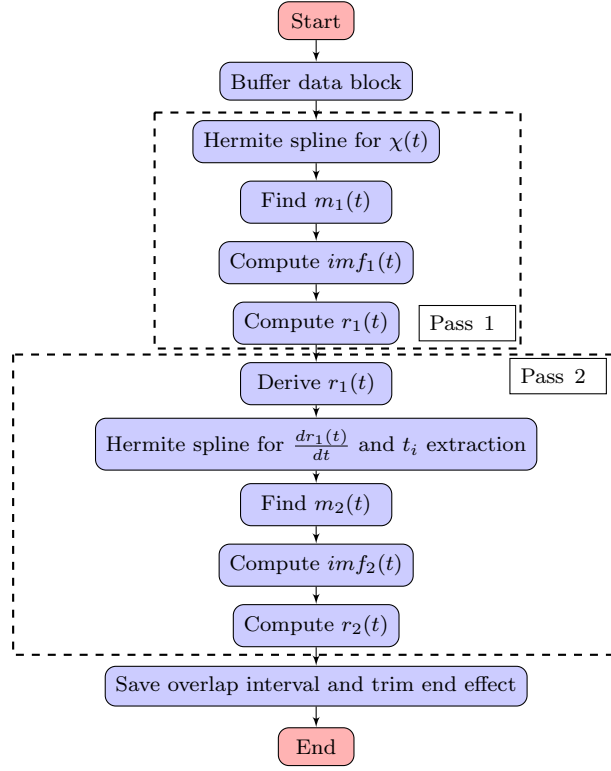 Start
Buffer data block
Hermite spline for χ(t)
Find m₁(t)
Compute imf₁(t)
Compute r₁(t)
Pass 1
Pass 2
Derive r₁(t)
Hermite spline for dr₁(t)/dt and tᵢ extraction
Find m₂(t)
Compute imf₂(t)
Compute r₂(t)
Save overlap interval and trim end effect
End